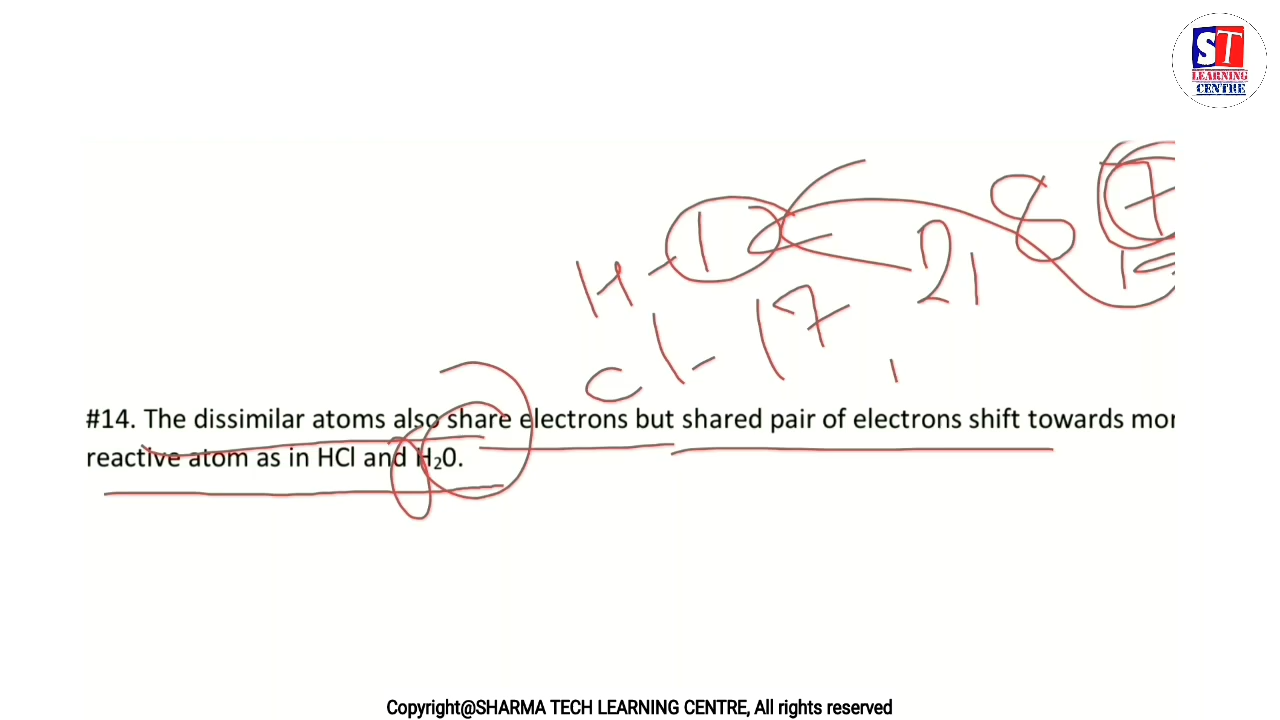 ST
LEARNING
CENTRE
H - 1 2, 8, 7
Cl - 17
#14. The dissimilar atoms also share electrons but shared pair of electrons shift towards mor
reactive atom as in HCl and H₂0.
Copyright@SHARMA TECH LEARNING CENTRE, All rights reserved